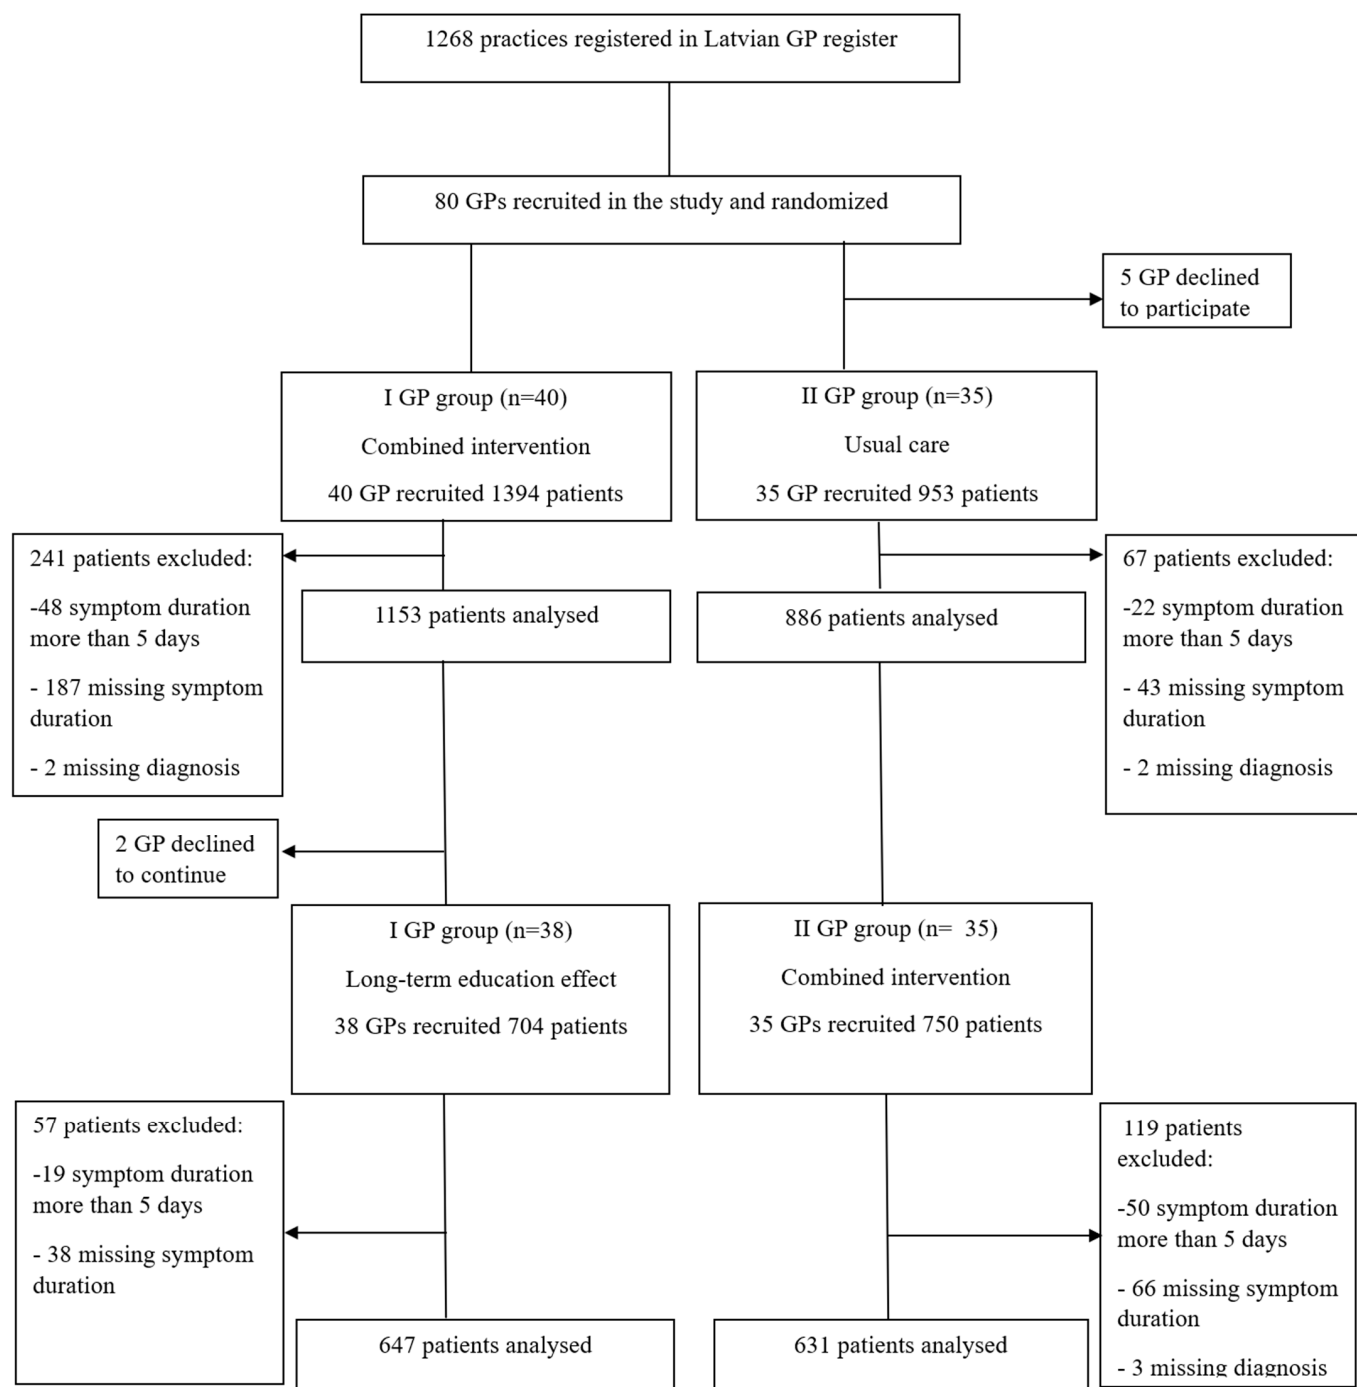 1268 practices registered in Latvian GP register
80 GPs recruited in the study and randomized
5 GP declined
to participate
I GP group (n=40)
Combined intervention
40 GP recruited 1394 patients
II GP group (n=35)
Usual care
35 GP recruited 953 patients
241 patients excluded:
-48 symptom duration
more than 5 days
- 187 missing symptom
duration
- 2 missing diagnosis
1153 patients analysed
886 patients analysed
67 patients excluded:
-22 symptom duration
more than 5 days
- 43 missing symptom
duration
- 2 missing diagnosis
2 GP declined
to continue
I GP group (n=38)
Long-term education effect
38 GPs recruited 704 patients
II GP group (n= 35)
Combined intervention
35 GPs recruited 750 patients
57 patients excluded:
-19 symptom duration
more than 5 days
- 38 missing symptom
duration
119 patients
excluded:
-50 symptom duration
more than 5 days
- 66 missing symptom
duration
- 3 missing diagnosis
647 patients analysed
631 patients analysed